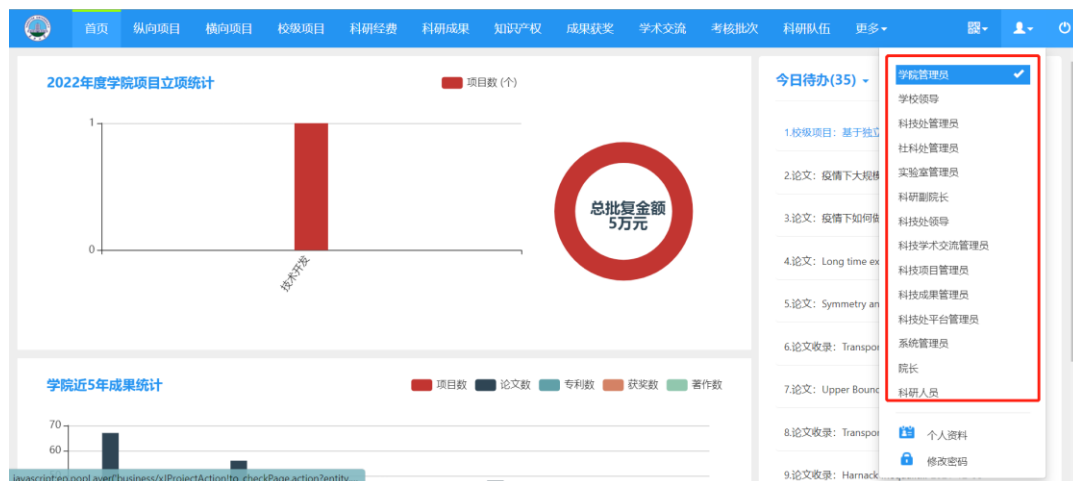 首页 纵向项目 横向项目 校级项目 科研经费 科研成果 知识产权 成果获奖 学术交流 考核批次 科研队伍 更多
2022年度学院项目立项统计
项目数 (个)
1
0
技术开发
总批复金额
5万元
学院近5年成果统计
项目数 论文数 专利数 获奖数 著作数
70
60
今日待办(35)
1.校级项目：基于独立
2.论文：疫情下大规模
3.论文：疫情下如何做
4.论文：Long time ex
5.论文：Symmetry an
6.论文收录：Transpor
7.论文：Upper Bound
8.论文收录：Transpor
9.论文收录：Harnack
学院管理员
学校领导
科技处管理员
社科处管理员
实验室管理员
科研副院长
科技处领导
科技学术交流管理员
科技项目管理员
科技成果管理员
科技处平台管理员
系统管理员
院长
科研人员
个人资料
修改密码
javascript:ep.popLayer('business/xJProjectAction!to_checkPage.action?entity...